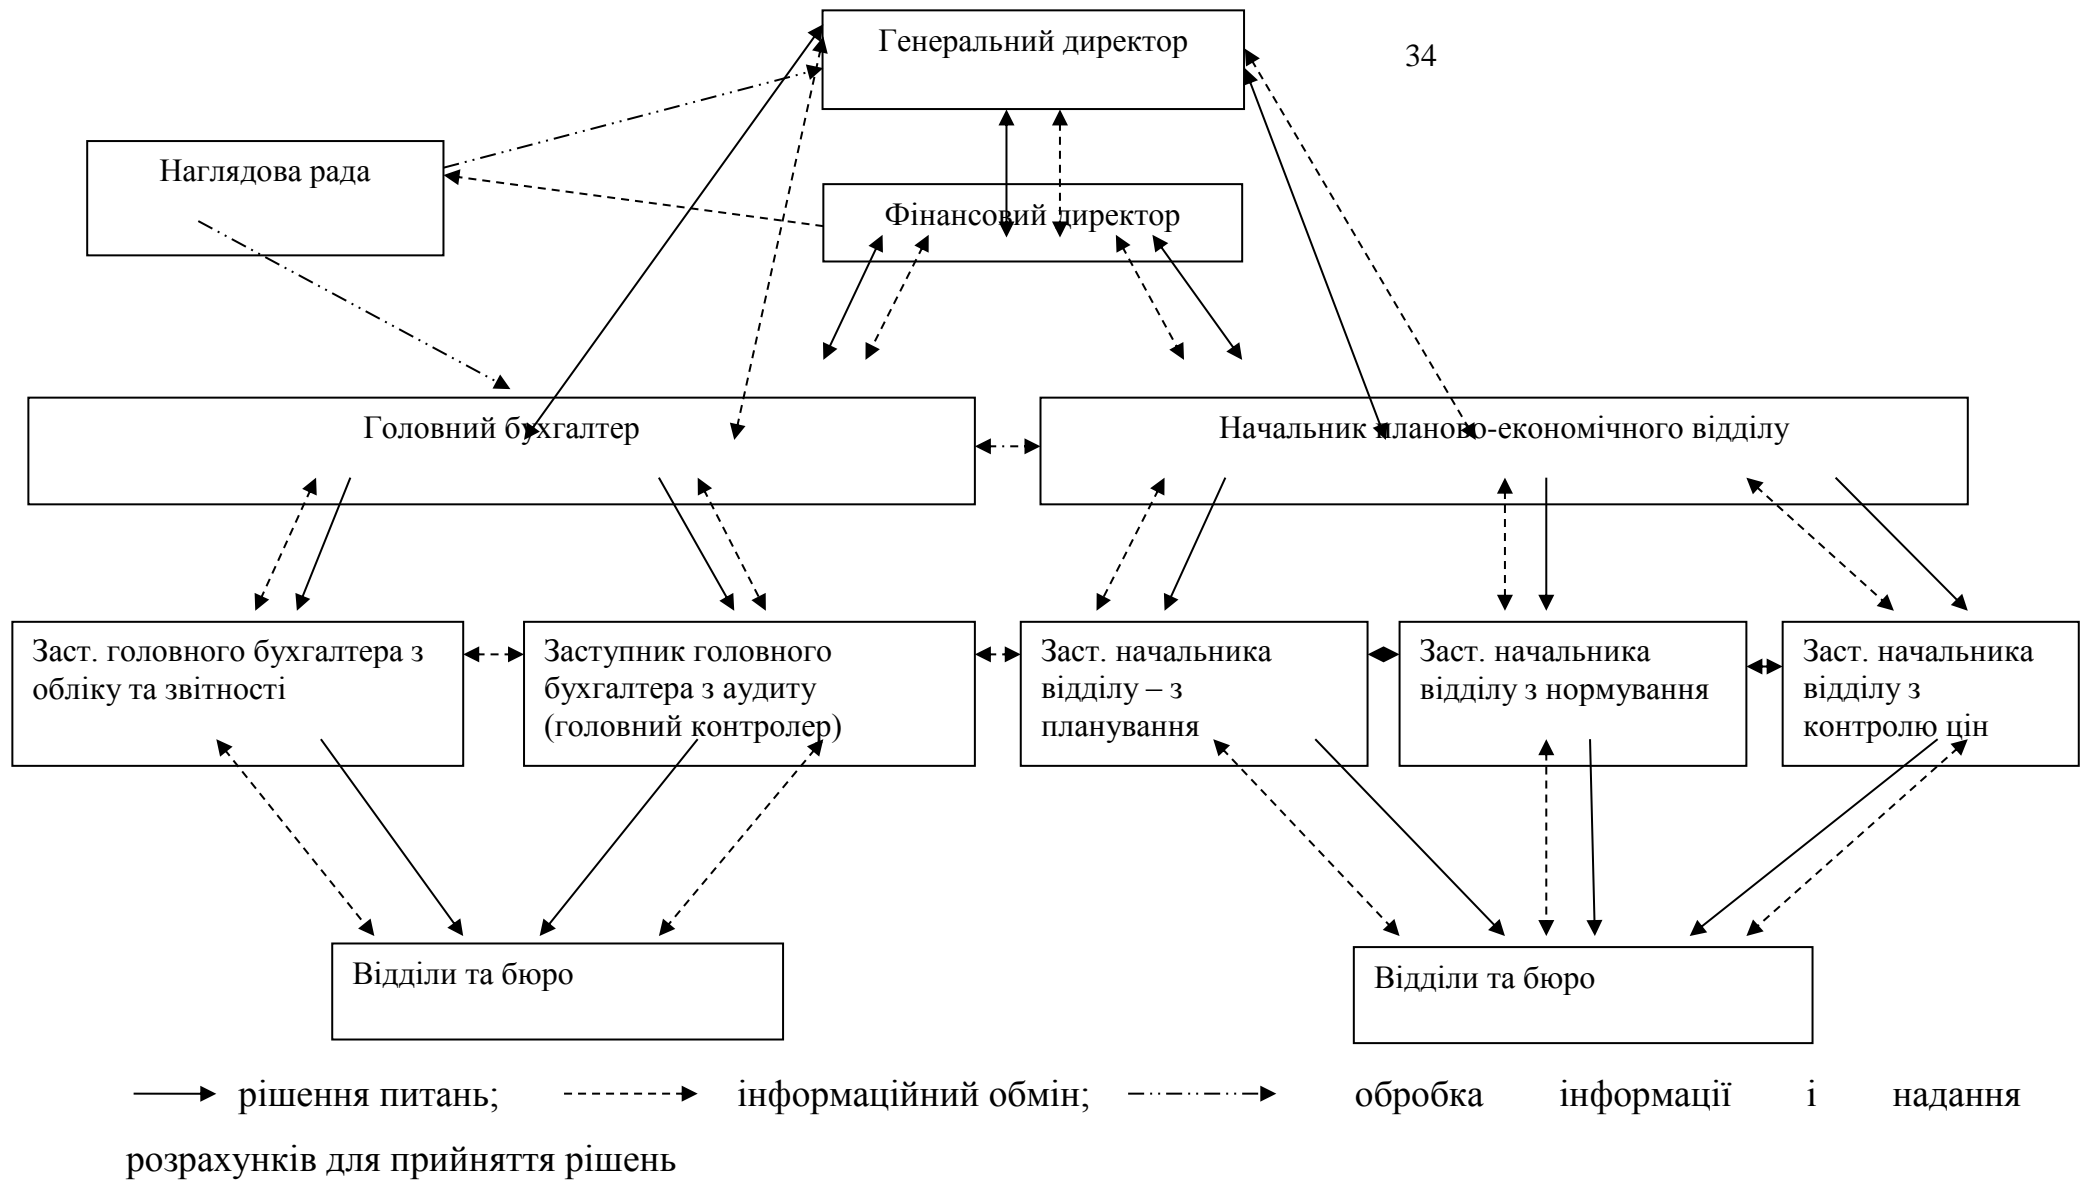 Генеральний директор
34
Наглядова рада
Фінансовий директор
Головний бухгалтер
Начальник планово-економічного відділу
Заст. головного бухгалтера з
обліку та звітності
Заступник головного
бухгалтера з аудиту
(головний контролер)
Заст. начальника
відділу – з
планування
Заст. начальника
відділу з нормування
Заст. начальника
відділу з
контролю цін
Відділи та бюро
Відділи та бюро
рішення питань; інформаційний обмін; обробка інформації і надання
розрахунків для прийняття рішень